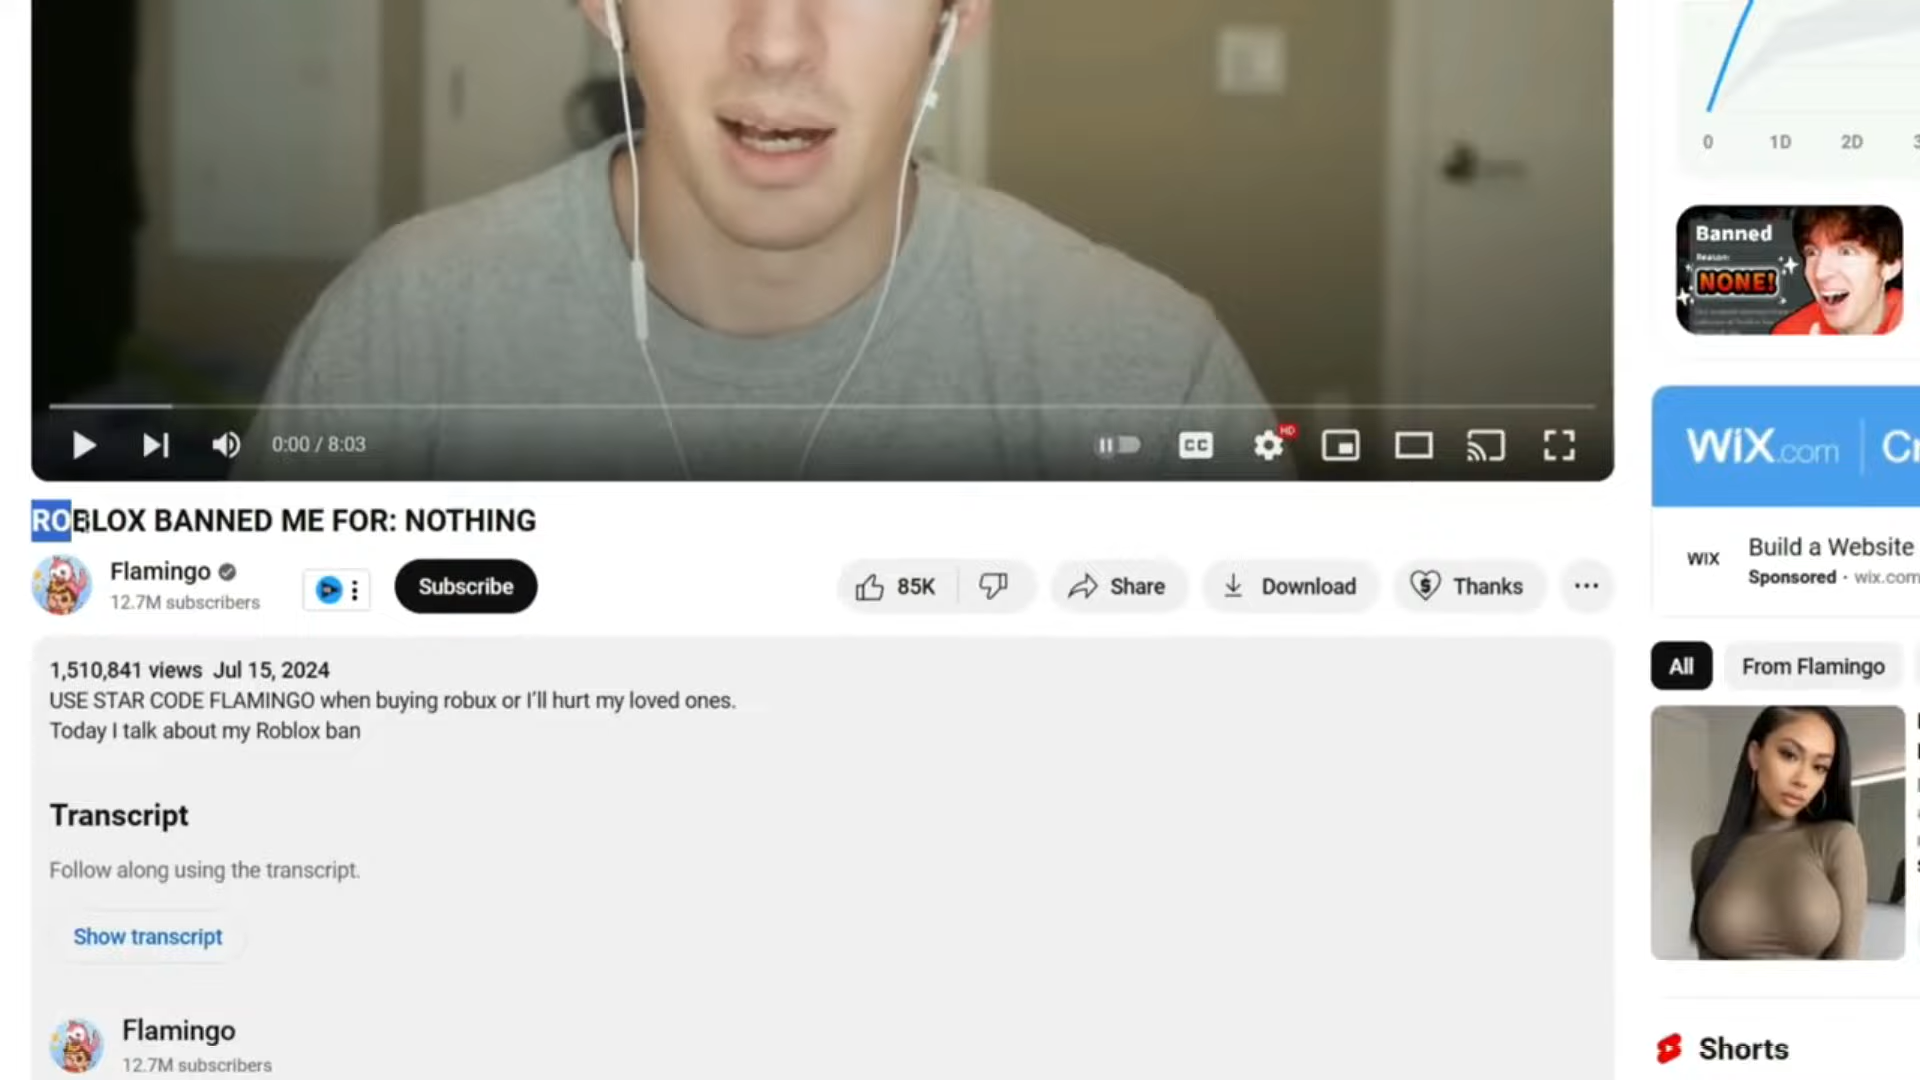 0
1D
2D
Banned
Reason:
NONE!
CC
HD
0:00 / 8:03
WiX.com
ROBLOX BANNED ME FOR: NOTHING
Flamingo
12.7M subscribers
Subscribe
85K
Share
Download
Thanks
WIX
Build a Website
Sponsored · wix.com
1,510,841 views Jul 15, 2024
USE STAR CODE FLAMINGO when buying robux or I'll hurt my loved ones.
Today I talk about my Roblox ban
All
From Flamingo
Transcript
Follow along using the transcript.
Show transcript
Flamingo
12.7M subscribers
Shorts